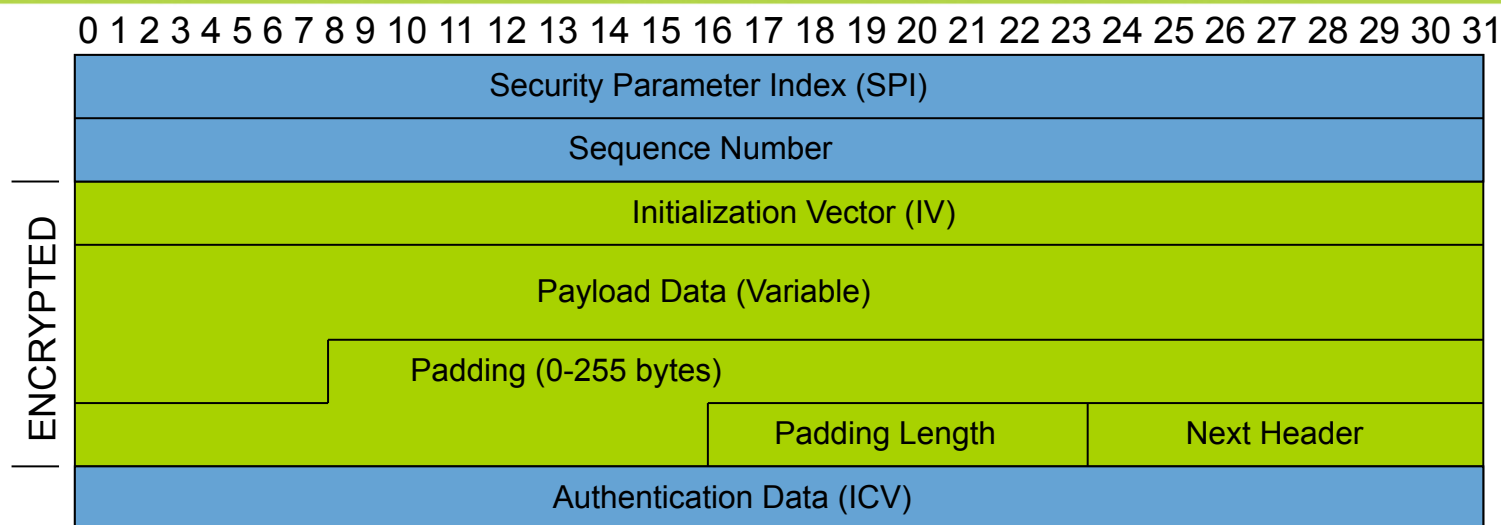 0 1 2 3 4 5 6 7 8 9 10 11 12 13 14 15 16 17 18 19 20 21 22 23 24 25 26 27 28 29 30 31
Security Parameter Index (SPI)
Sequence Number
ENCRYPTED
Initialization Vector (IV)
Payload Data (Variable)
Padding (0-255 bytes)
Padding Length Next Header
Authentication Data (ICV)